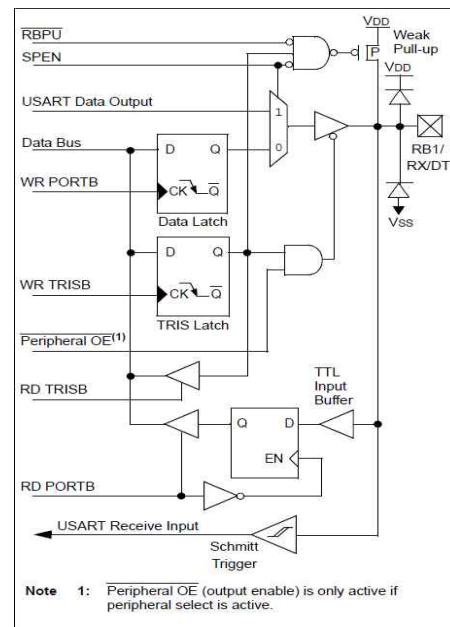 VDD
RBPU
Weak
Pull-up
SPEN
P
VDD
USART Data Output
1
Data Bus
D Q
0
RB1/
RX/DT
WR PORTB
CK Q
Data Latch
VSS
D Q
WR TRISB
CK Q
TRIS Latch
Peripheral OE(1)
RD TRISB
TTL
Input
Buffer
Q D
EN
RD PORTB
USART Receive Input
Schmitt
Trigger
Note 1: Peripheral OE (output enable) is only active if
peripheral select is active.